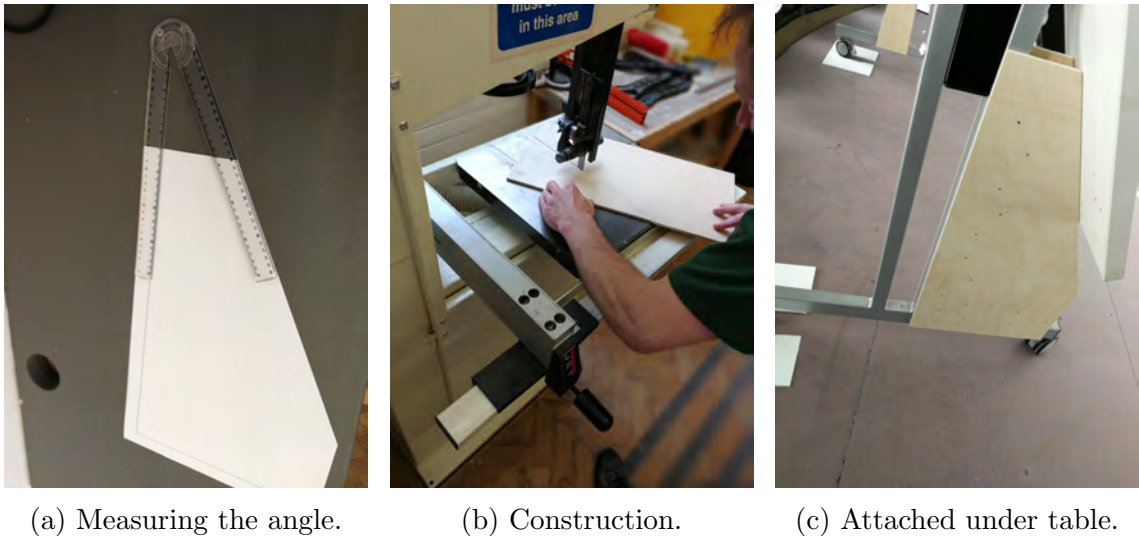 in this area
(a) Measuring the angle.
(b) Construction.
(c) Attached under table.